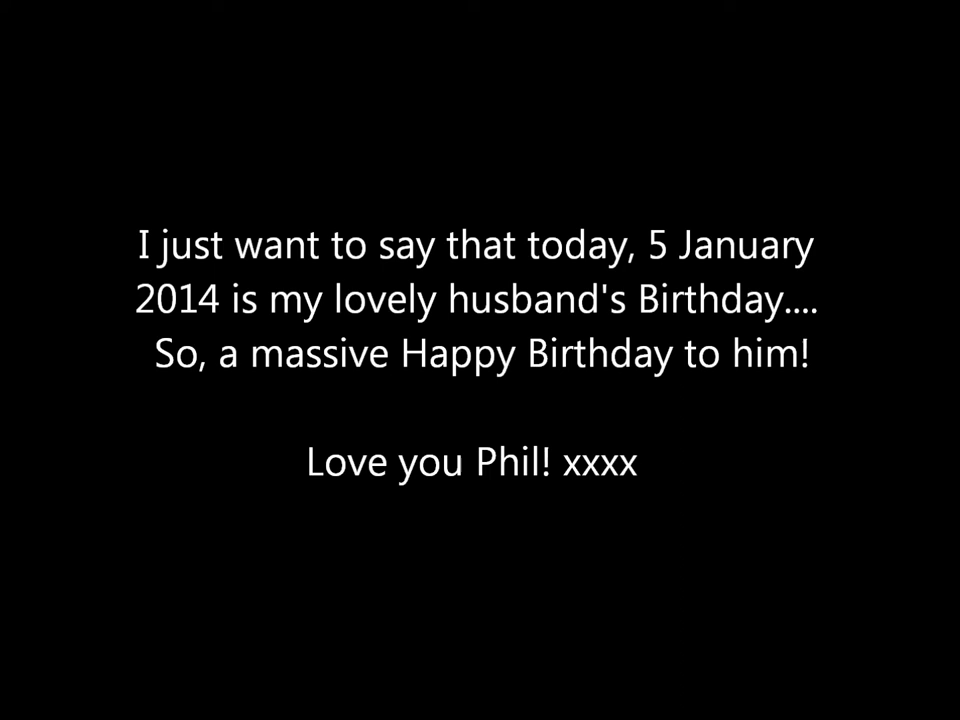 I just want to say that today, 5 January
2014 is my lovely husband's Birthday....
So, a massive Happy Birthday to him!
Love you Phil! xxxx